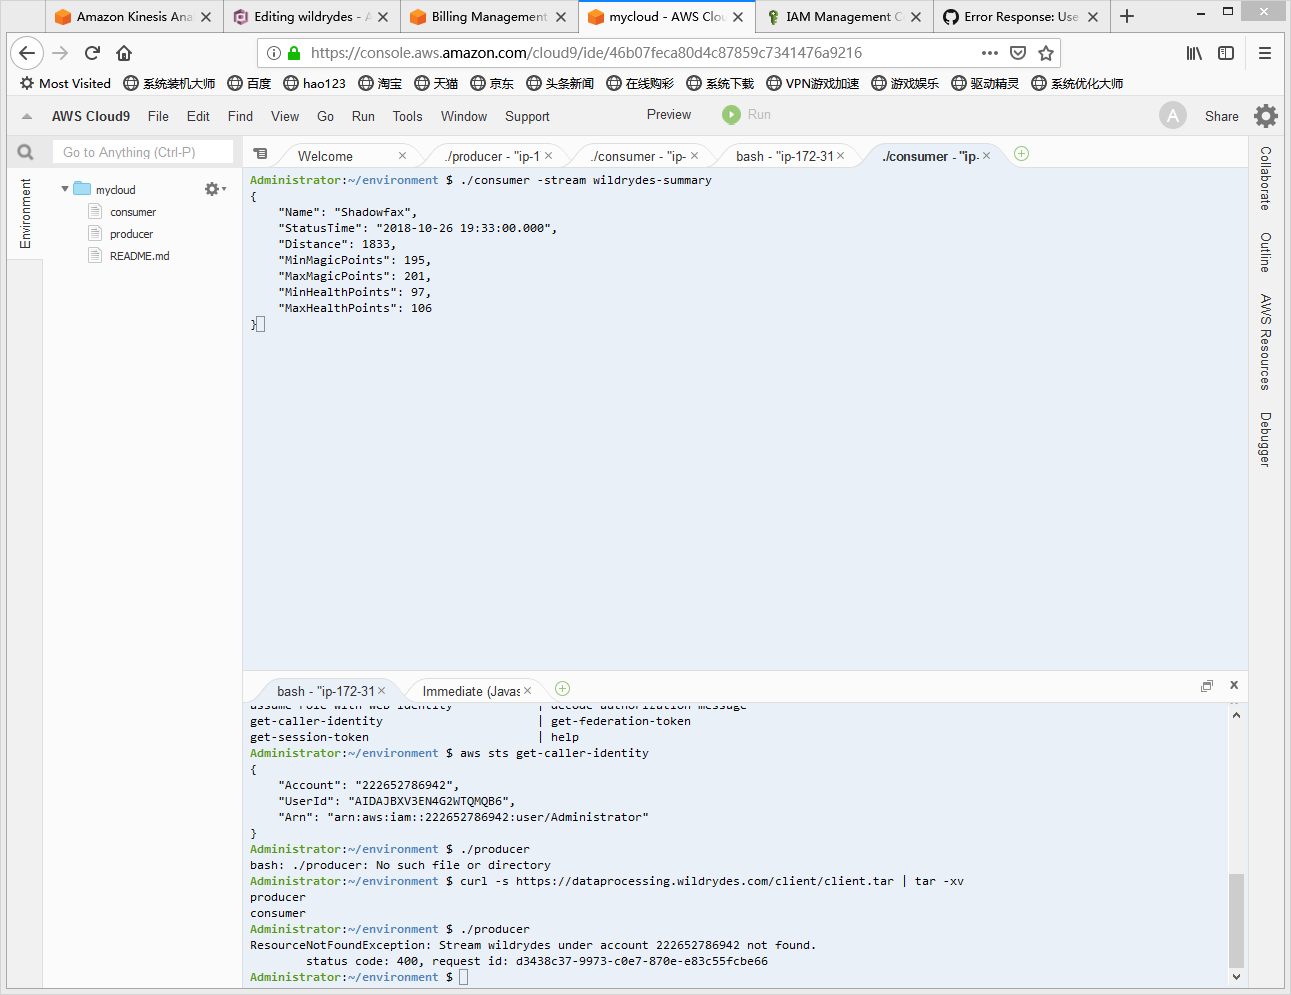 Amazon Kinesis Ana
Editing wildrydes - A
Billing Management
mycloud - AWS Clou
IAM Management C
Error Response: Use
https://console.aws.amazon.com/cloud9/ide/46b07feca80d4c87859c7341476a9216
Most Visited 系统装机大师 百度 hao123 淘宝 天猫 京东 头条新闻 在线购彩 系统下载 VPN游戏加速 游戏娱乐 驱动精灵 系统优化大师
AWS Cloud9 File Edit Find View Go Run Tools Window Support Preview Run A Share
Go to Anything (Ctrl-P)
Welcome ./producer - "ip-1 ./consumer - "ip- bash - "ip-172-31 ./consumer - "ip-
Environment
mycloud
consumer
producer
README.md
Collaborate
Outline
AWS Resources
Debugger
Administrator:~/environment $ ./consumer -stream wildrydes-summary
{
"Name": "Shadowfax",
"StatusTime": "2018-10-26 19:33:00.000",
"Distance": 1833,
"MinMagicPoints": 195,
"MaxMagicPoints": 201,
"MinHealthPoints": 97,
"MaxHealthPoints": 106
}
bash - "ip-172-31 Immediate (Javas
assume-role-with-web-identity | decode-authorization-message
get-caller-identity | get-federation-token
get-session-token | help
Administrator:~/environment $ aws sts get-caller-identity
{
"Account": "222652786942",
"UserId": "AIDAJBXV3EN4G2WTQMQB6",
"Arn": "arn:aws:iam::222652786942:user/Administrator"
}
Administrator:~/environment $ ./producer
bash: ./producer: No such file or directory
Administrator:~/environment $ curl -s https://dataprocessing.wildrydes.com/client/client.tar | tar -xv
producer
consumer
Administrator:~/environment $ ./producer
ResourceNotFoundException: Stream wildrydes under account 222652786942 not found.
status code: 400, request id: d3438c37-9973-c0e7-870e-e83c55fcbe66
Administrator:~/environment $